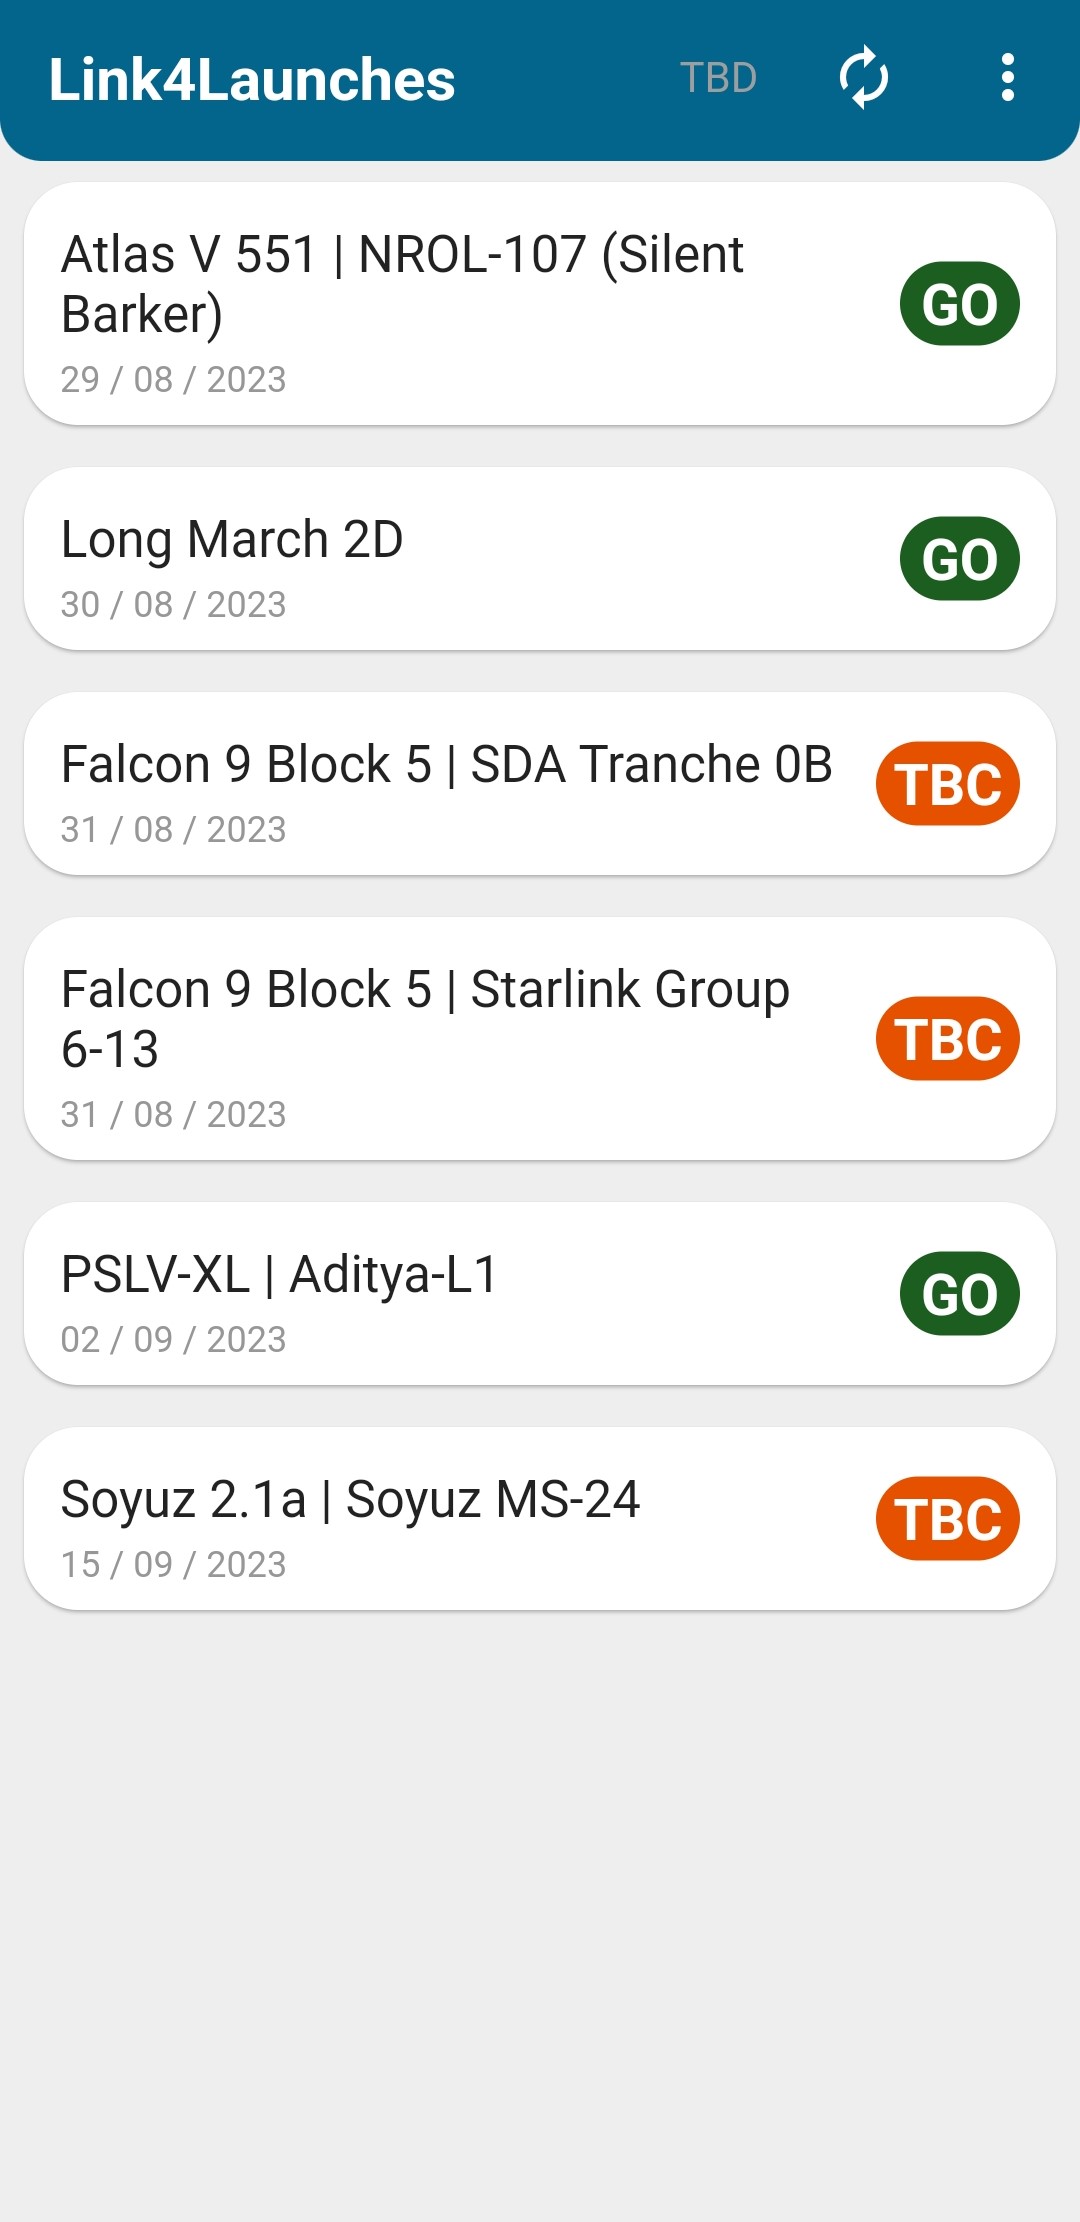 Link4Launches
TBD
Atlas V 551 | NROL-107 (Silent
Barker)
29 / 08 / 2023
GO
Long March 2D
30 / 08 / 2023
GO
Falcon 9 Block 5 | SDA Tranche 0B
31 / 08 / 2023
TBC
Falcon 9 Block 5 | Starlink Group
6-13
31 / 08 / 2023
TBC
PSLV-XL | Aditya-L1
02 / 09 / 2023
GO
Soyuz 2.1a | Soyuz MS-24
15 / 09 / 2023
TBC